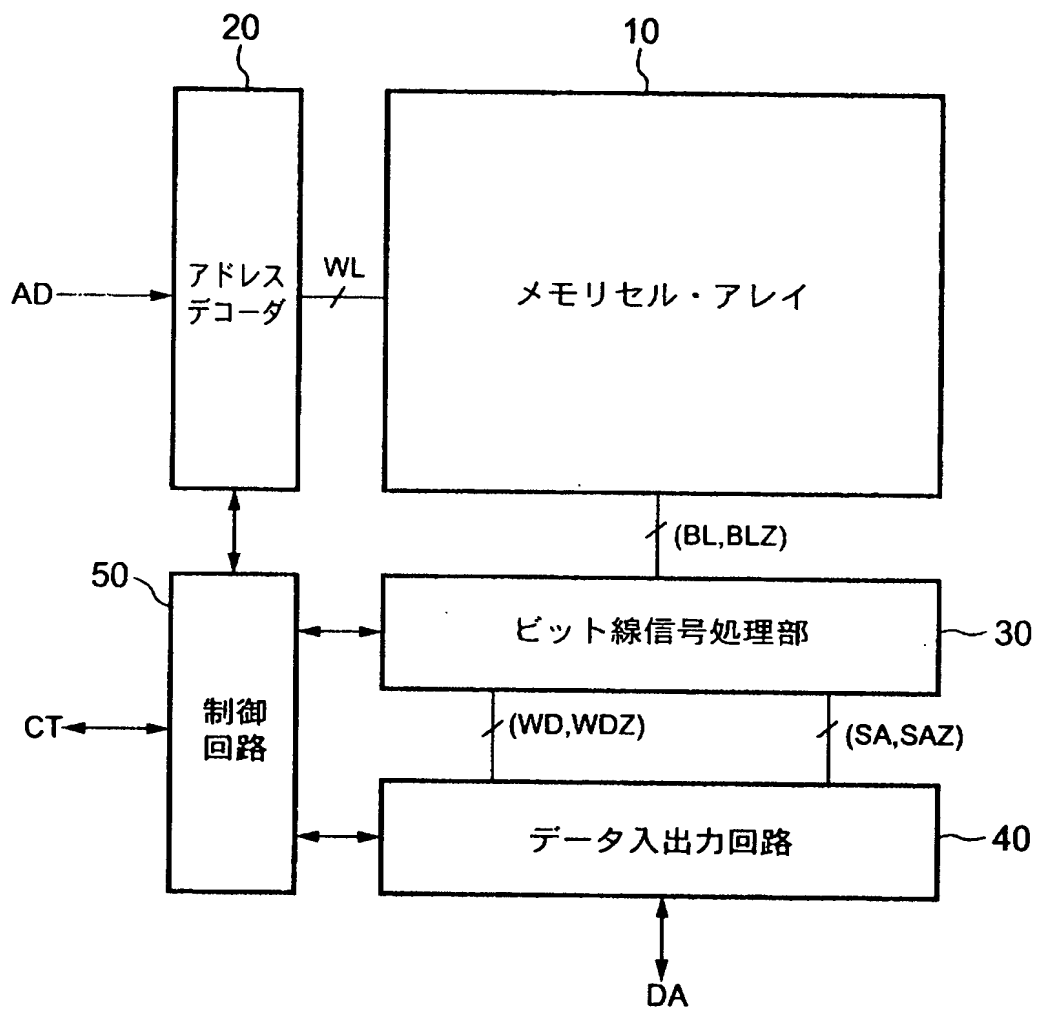 20
10
AD
アドレス
デコーダ
WL
メモリセル・アレイ
(BL,BLZ)
50
ビット線信号処理部
30
CT
制御
回路
(WD,WDZ)
(SA,SAZ)
データ入出力回路
40
DA